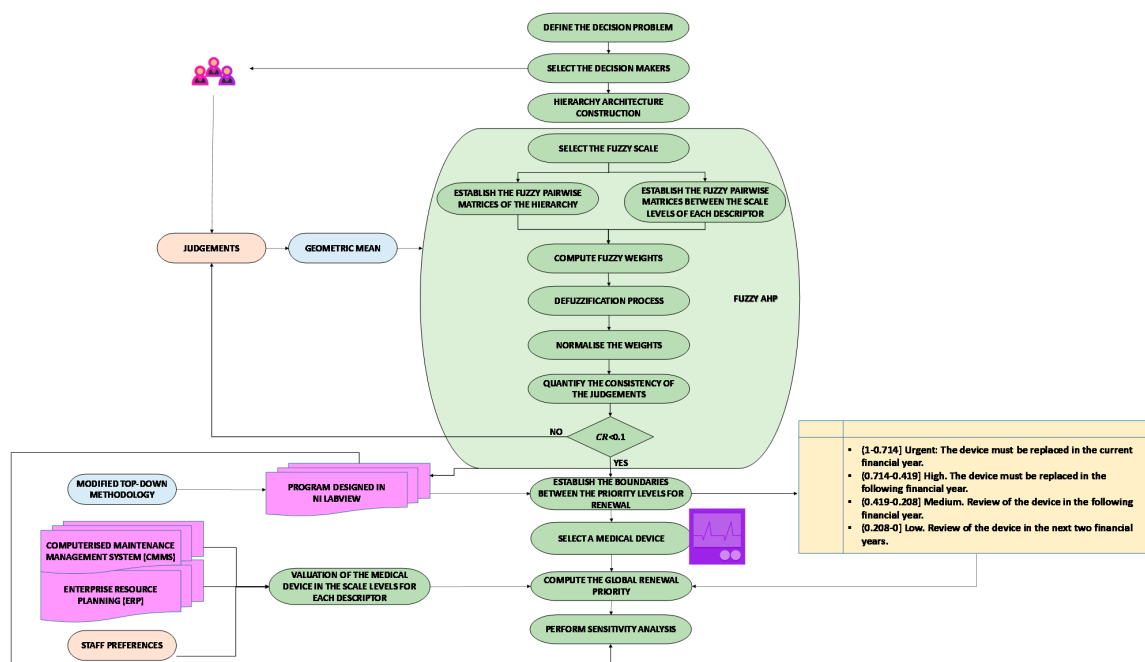 DEFINE THE DECISION PROBLEM
SELECT THE DECISION MAKERS
HIERARCHY ARCHITECTURE
CONSTRUCTION
SELECT THE FUZZY SCALE
ESTABLISH THE FUZZY PAIRWISE
MATRICES OF THE HIERARCHY
ESTABLISH THE FUZZY PAIRWISE
MATRICES BETWEEN THE SCALE
LEVELS OF EACH DESCRIPTOR
JUDGEMENTS
GEOMETRIC MEAN
COMPUTE FUZZY WEIGHTS
DEFUZZIFICATION PROCESS
FUZZY AHP
NORMALISE THE WEIGHTS
QUANTIFY THE CONSISTENCY OF
THE JUDGEMENTS
NO
CR<0.1
YES
▪ (1-0.714] Urgent: The device must be replaced in the current
financial year.
▪ (0.714-0.419] High. The device must be replaced in the
following financial year.
▪ (0.419-0.208] Medium. Review of the device in the following
financial year.
▪ (0.208-0] Low. Review of the device in the next two financial
years.
MODIFIED TOP-DOWN
METHODOLOGY
PROGRAM DESIGNED IN
NI LABVIEW
ESTABLISH THE BOUNDARIES
BETWEEN THE PRIORITY LEVELS FOR
RENEWAL
SELECT A MEDICAL DEVICE
COMPUTERISED MAINTENANCE
MANAGEMENT SYSTEM (CMMS)
ENTERPRISE RESOURCE
PLANNING (ERP)
VALUATION OF THE MEDICAL
DEVICE IN THE SCALE LEVELS FOR
EACH DESCRIPTOR
COMPUTE THE GLOBAL RENEWAL
PRIORITY
STAFF PREFERENCES
PERFORM SENSITIVITY ANALYSIS